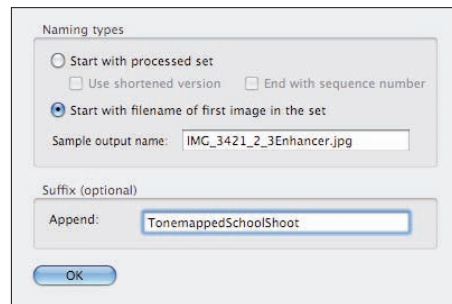 Naming types
Start with processed set
Use shortened version End with sequence number
Start with filename of first image in the set
Sample output name: IMG_3421_2_3Enhancer.jpg
Suffix (optional)
Append: TonemappedSchoolShoot
OK